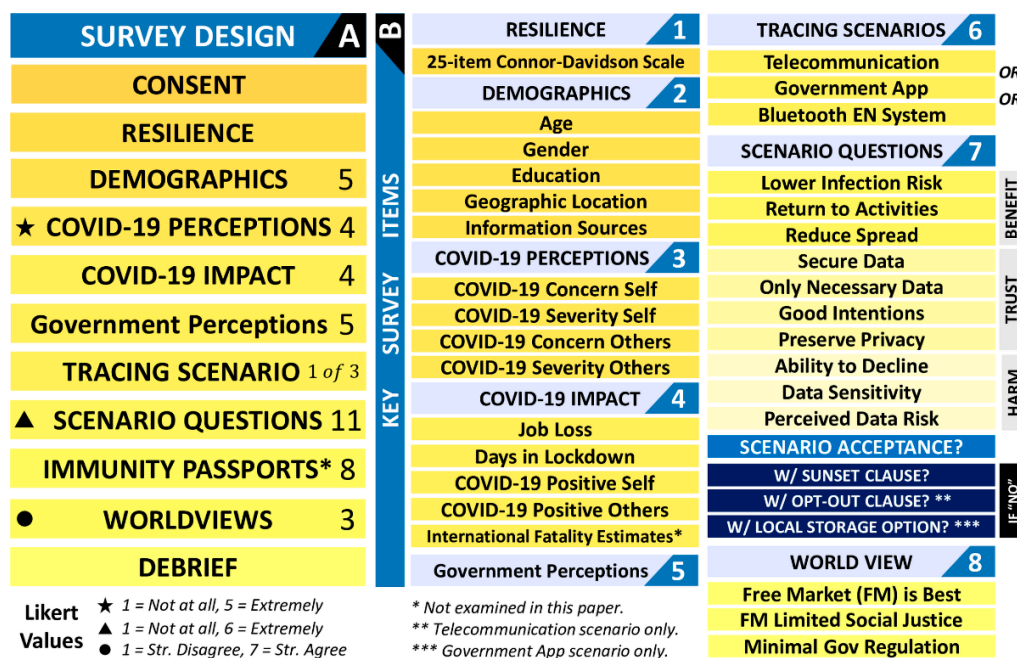 SURVEY DESIGN A
CONSENT
RESILIENCE
DEMOGRAPHICS 5
★ COVID-19 PERCEPTIONS 4
COVID-19 IMPACT 4
Government Perceptions 5
TRACING SCENARIO 1 of 3
▲ SCENARIO QUESTIONS 11
IMMUNITY PASSPORTS* 8
● WORLDVIEWS 3
DEBRIEF
Likert Values
★ 1 = Not at all, 5 = Extremely
▲ 1 = Not at all, 6 = Extremely
● 1 = Str. Disagree, 7 = Str. Agree
B
KEY SURVEY ITEMS
RESILIENCE 1
25-item Connor-Davidson Scale
DEMOGRAPHICS 2
Age
Gender
Education
Geographic Location
Information Sources
COVID-19 PERCEPTIONS 3
COVID-19 Concern Self
COVID-19 Severity Self
COVID-19 Concern Others
COVID-19 Severity Others
COVID-19 IMPACT 4
Job Loss
Days in Lockdown
COVID-19 Positive Self
COVID-19 Positive Others
International Fatality Estimates*
Government Perceptions 5
* Not examined in this paper.
** Telecommunication scenario only.
*** Government App scenario only.
TRACING SCENARIOS 6
Telecommunication
OR
Government App
OR
Bluetooth EN System
SCENARIO QUESTIONS 7
Lower Infection Risk
Return to Activities
Reduce Spread
BENEFIT
Secure Data
Only Necessary Data
Good Intentions
Preserve Privacy
TRUST
Ability to Decline
Data Sensitivity
Perceived Data Risk
HARM
SCENARIO ACCEPTANCE?
W/ SUNSET CLAUSE?
W/ OPT-OUT CLAUSE? **
W/ LOCAL STORAGE OPTION? ***
IF "NO"
WORLD VIEW 8
Free Market (FM) is Best
FM Limited Social Justice
Minimal Gov Regulation